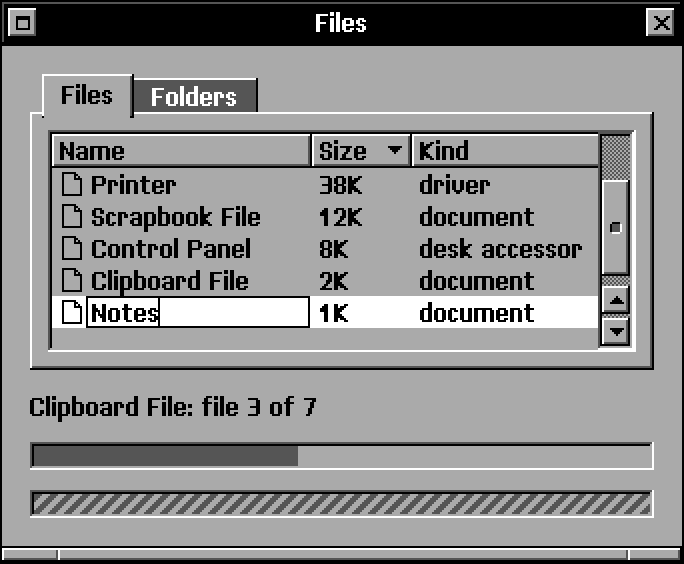 Files
Files Folders
Name Size Kind
Printer 38K driver
Scrapbook File 12K document
Control Panel 8K desk accessor
Clipboard File 2K document
Notes 1K document
Clipboard File: file 3 of 7